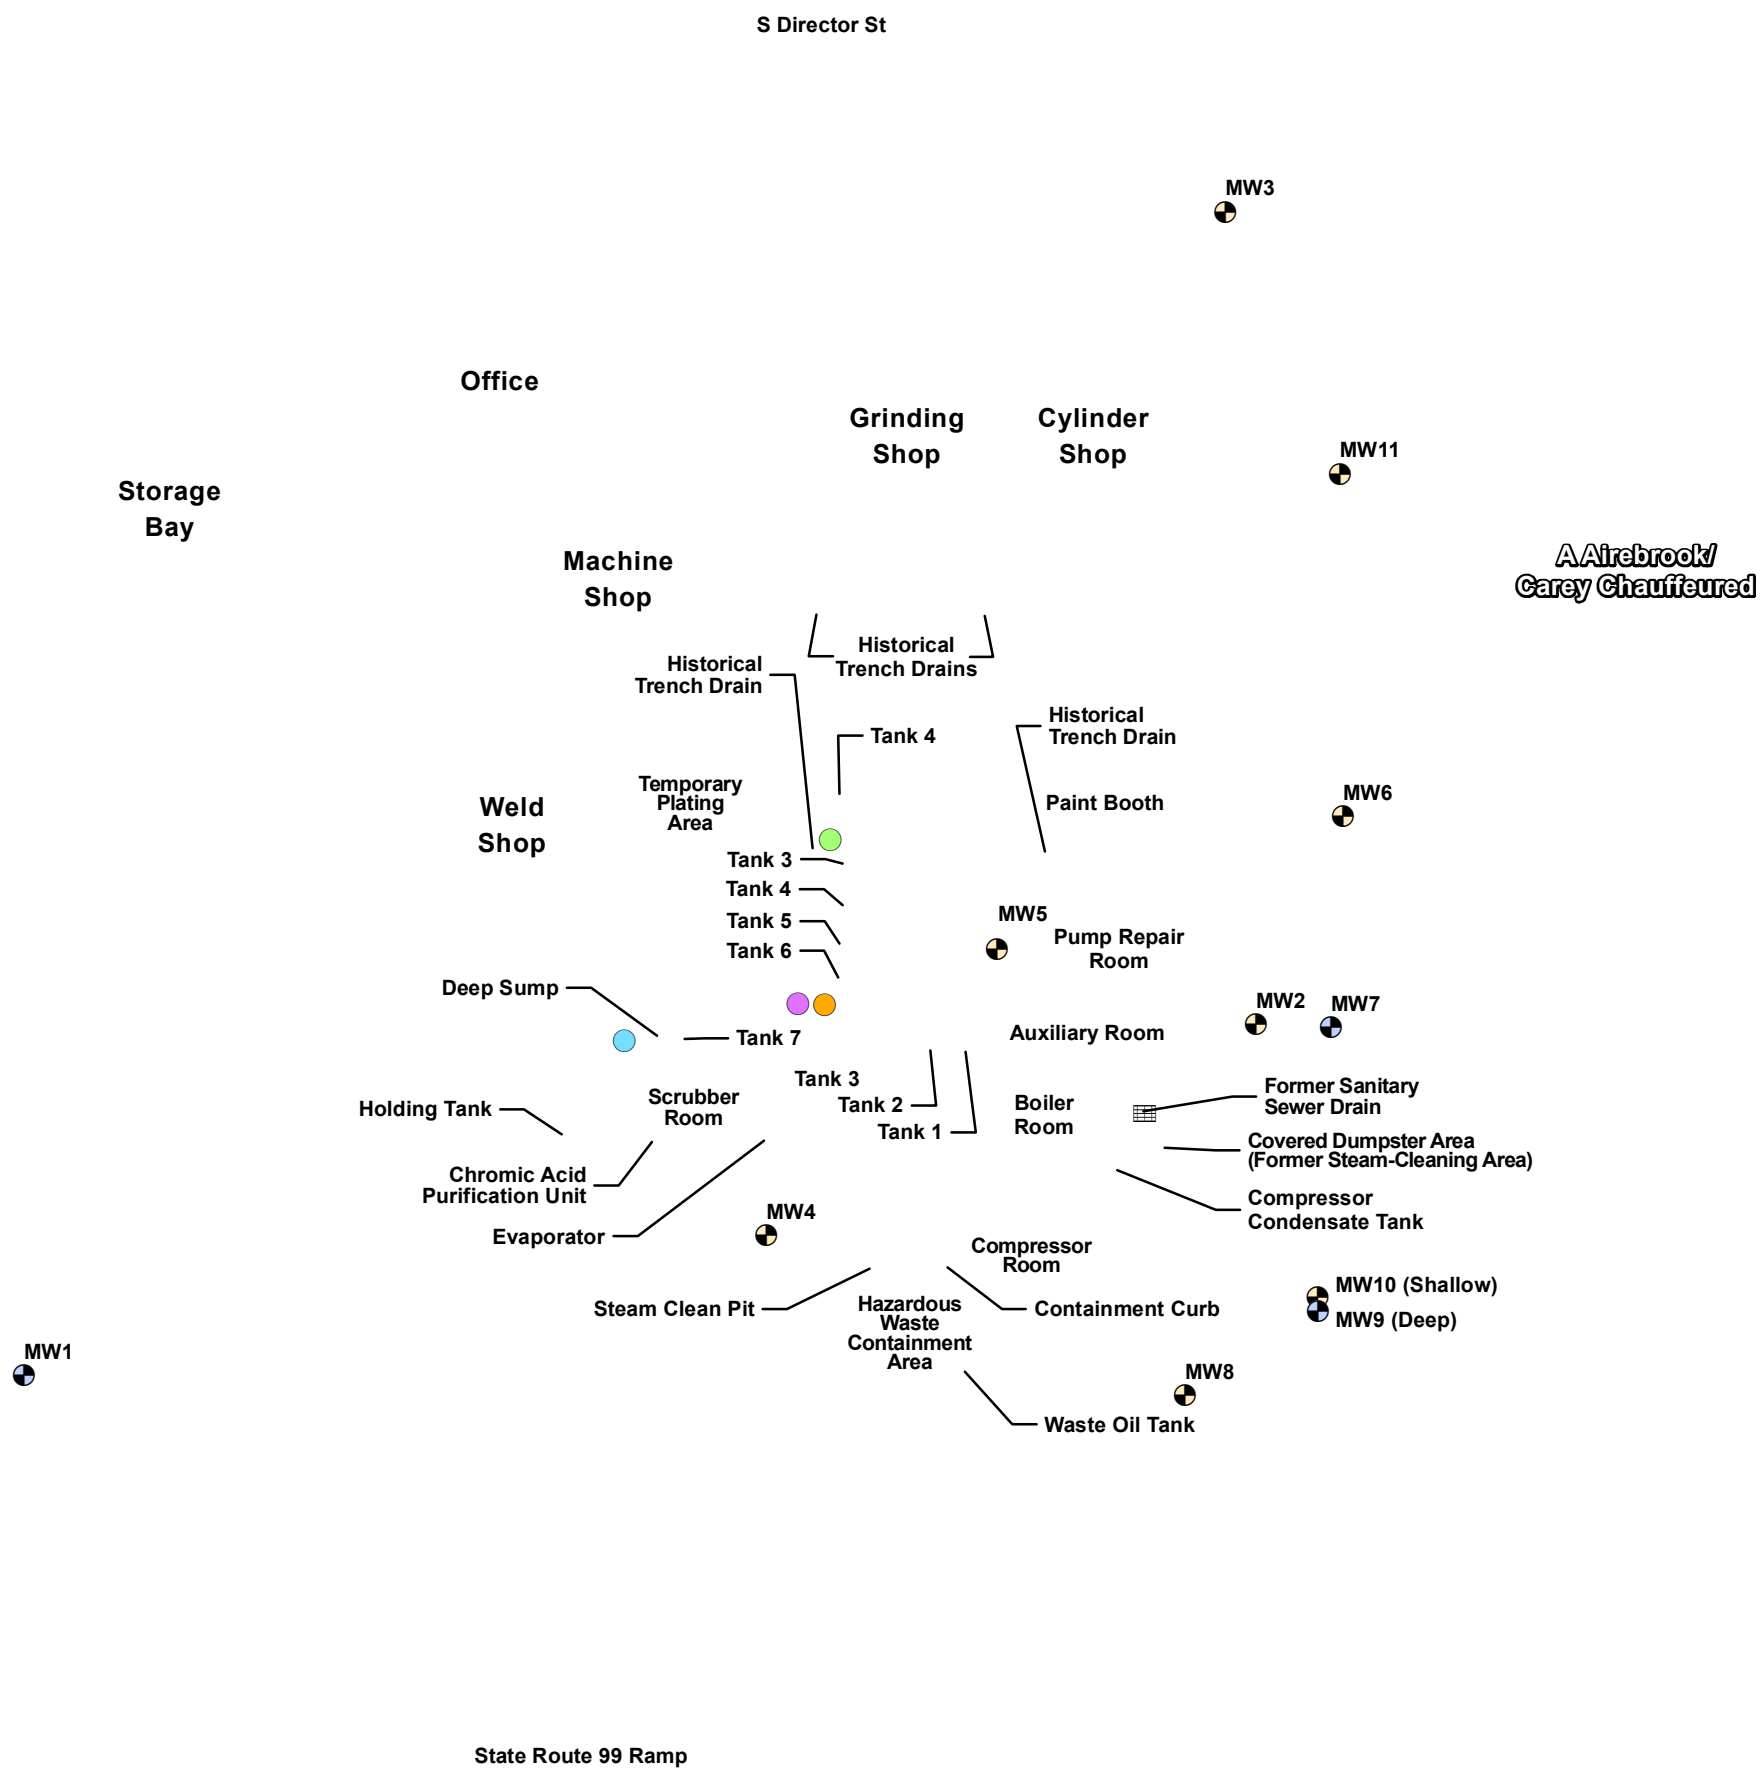 S Director St
MW3
Office
Grinding
Shop
Cylinder
Shop
MW11
Storage
Bay
Machine
Shop
A Airebrook/
Carey Chauffeured
Historical
Trench Drains
Historical
Trench Drain
Historical
Trench Drain
Tank 4
Temporary
Plating
Area
Paint Booth
MW6
Weld
Shop
Tank 3
Tank 4
Tank 5
Tank 6
MW5
Pump Repair
Room
Deep Sump
MW2
MW7
Tank 7
Auxiliary Room
Tank 3
Tank 2
Tank 1
Scrubber
Room
Holding Tank
Boiler
Room
Former Sanitary
Sewer Drain
Covered Dumpster Area
(Former Steam-Cleaning Area)
Chromic Acid
Purification Unit
Compressor
Condensate Tank
Evaporator
MW4
Compressor
Room
Steam Clean Pit
Hazardous
Waste
Containment
Area
Containment Curb
MW10 (Shallow)
MW9 (Deep)
MW1
MW8
Waste Oil Tank
State Route 99 Ramp